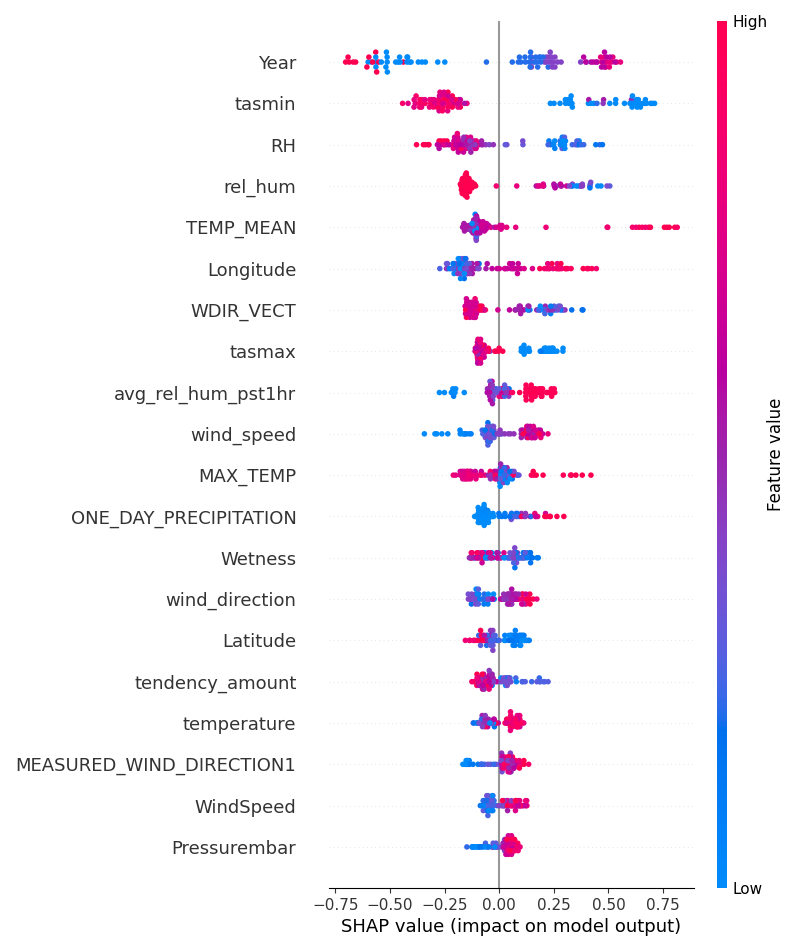 High
Year
tasmin
RH
rel_hum
TEMP_MEAN
Longitude
WDIR_VECT
tasmax
avg_rel_hum_pst1hr
wind_speed
MAX_TEMP
ONE_DAY_PRECIPITATION
Wetness
wind_direction
Latitude
tendency_amount
temperature
MEASURED_WIND_DIRECTION1
WindSpeed
Pressurembar
Feature value
Low
−0.75 −0.50 −0.25 0.00 0.25 0.50 0.75
SHAP value (impact on model output)